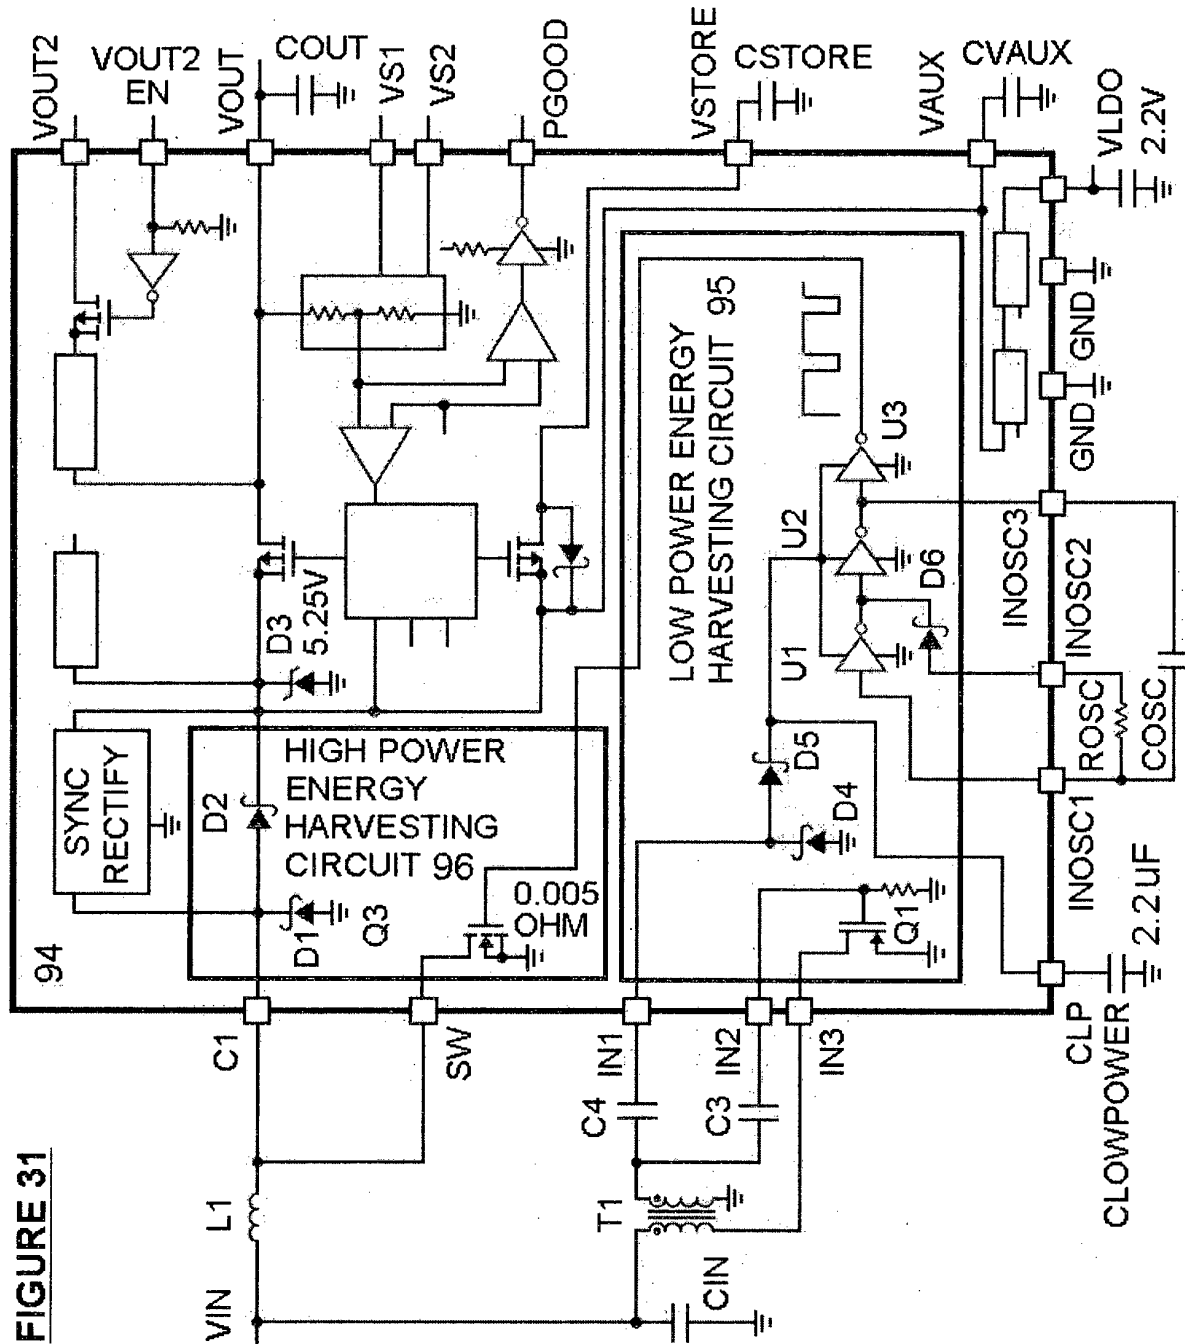 FIGURE 31
VOUT2
VOUT2
EN
VOUT
COUT
VS1
VS2
PGOOD
VSTORE
CSTORE
VAUX
CVAUX
VLDO
2.2V
GND
GND
94
SYNC
RECTIFY
D3
5.25V
D2
D1
Q3
HIGH POWER
ENERGY
HARVESTING
CIRCUIT 96
0.005
OHM
LOW POWER ENERGY
HARVESTING CIRCUIT 95
U1
U2
U3
D4
D5
D6
Q1
C1
SW
IN1
IN2
IN3
VIN
L1
T1
C4
C3
CIN
CLP
CLOWPOWER
2.2uF
INOSC1
INOSC2
INOSC3
ROSC
COSC